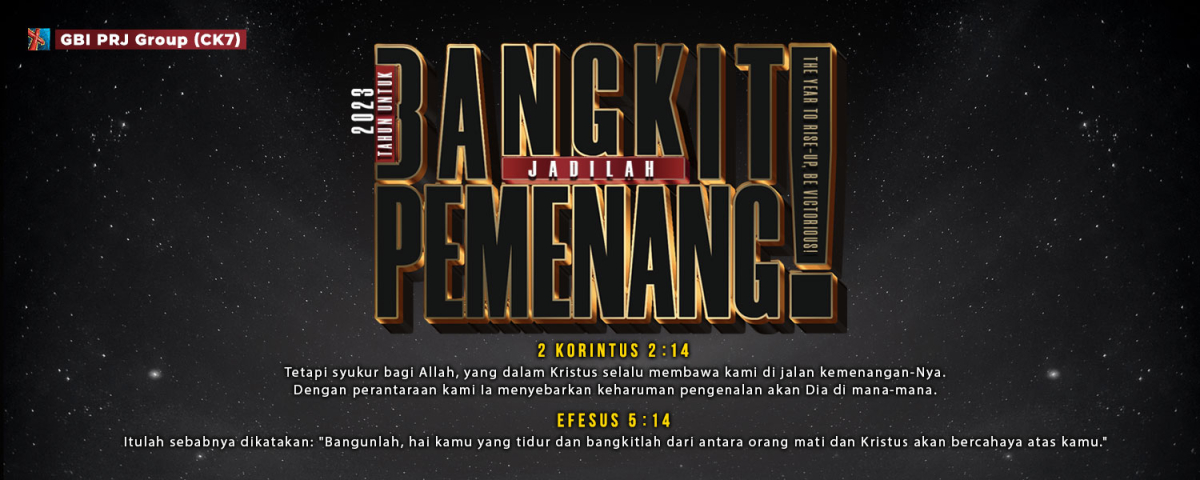 GBI PRJ Group (CK7)
2023
TAHUN UNTUK
BANGKIT!
JADILAH
PEMENANG
THE YEAR TO RISE-UP, BE VICTORIOUS!
2 KORINTUS 2:14
Tetapi syukur bagi Allah, yang dalam Kristus selalu membawa kami di jalan kemenangan-Nya.
Dengan perantaraan kami Ia menyebarkan keharuman pengenalan akan Dia di mana-mana.
EFESUS 5:14
Itulah sebabnya dikatakan: "Bangunlah, hai kamu yang tidur dan bangkitlah dari antara orang mati dan Kristus akan bercahaya atas kamu."